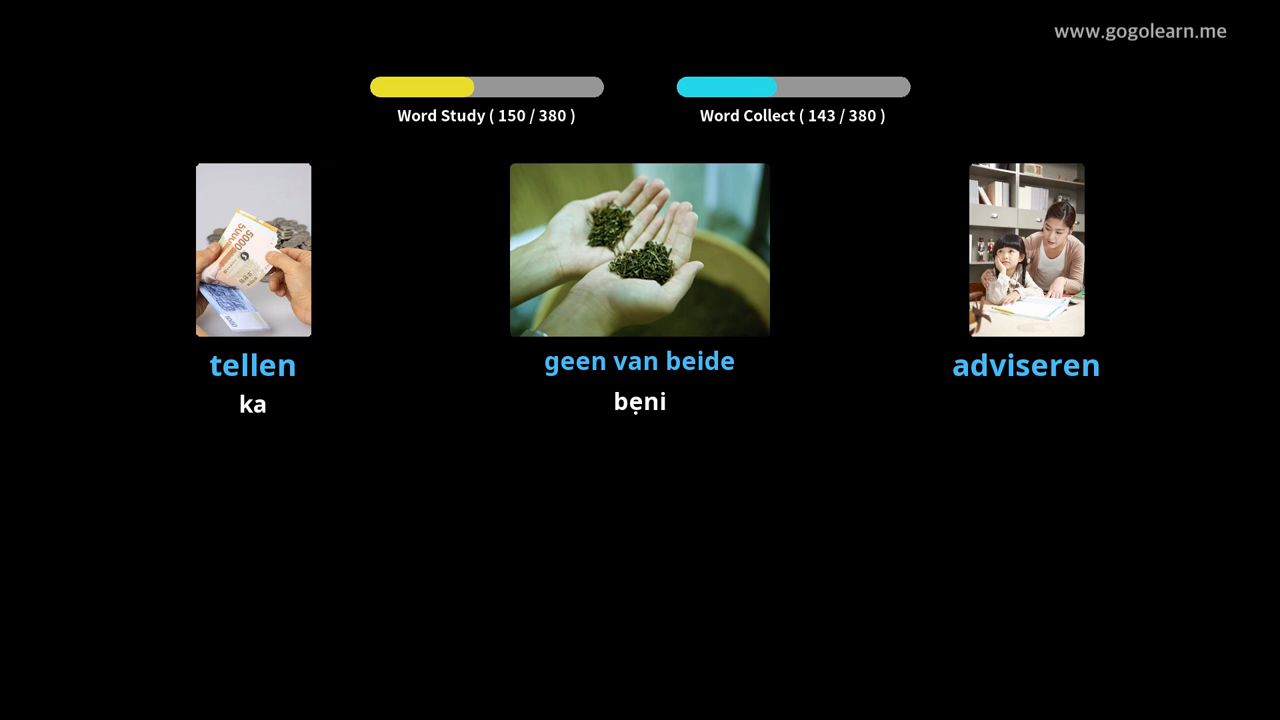 www.gogolearn.me
Word Study ( 150 / 380 )
Word Collect ( 143 / 380 )
tellen
ka
geen van beide
bẹni
adviseren